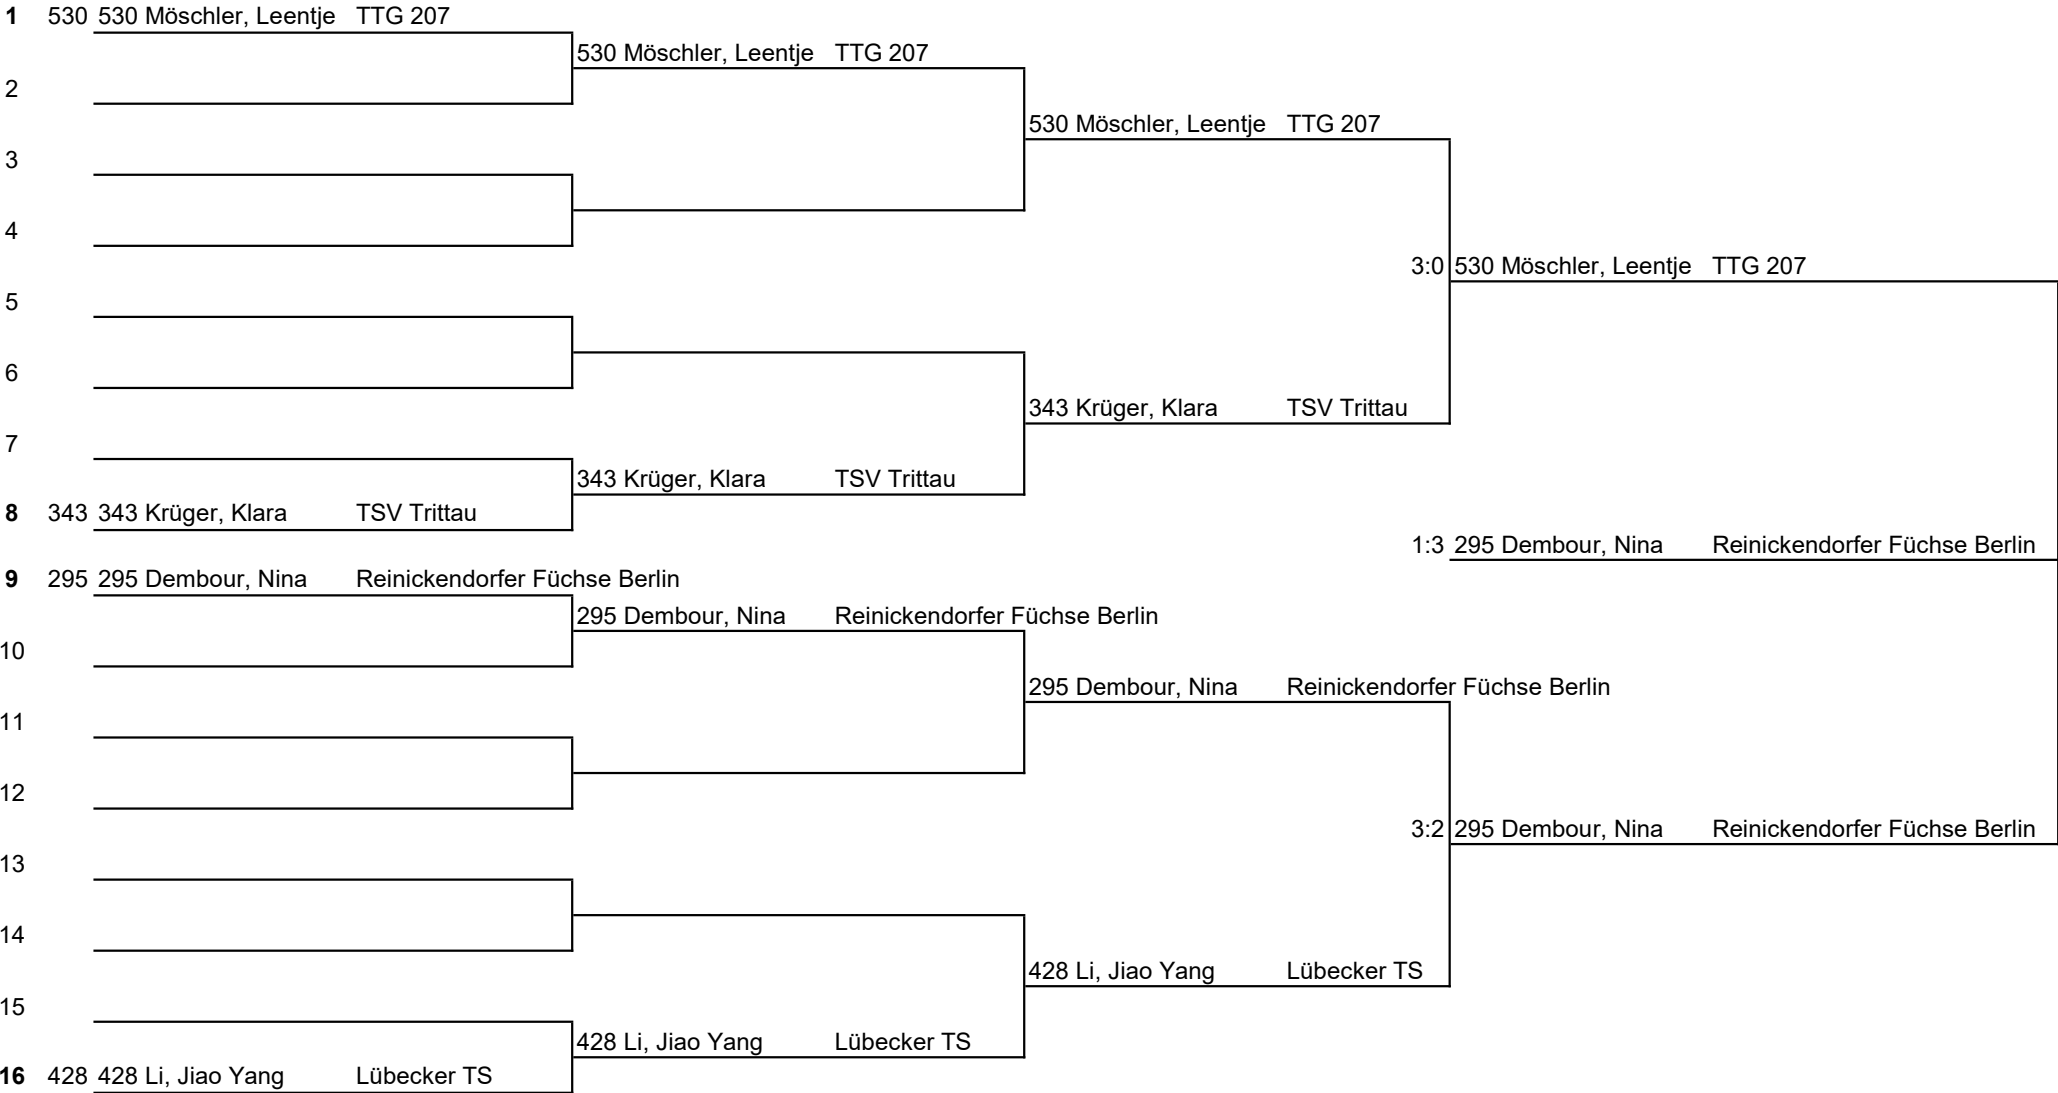 1 530 530 Möschler, Leentje TTG 207
530 Möschler, Leentje TTG 207
2
530 Möschler, Leentje TTG 207
3
4
3:0 530 Möschler, Leentje TTG 207
5
6
343 Krüger, Klara TSV Trittau
7
343 Krüger, Klara TSV Trittau
8 343 343 Krüger, Klara TSV Trittau
1:3 295 Dembour, Nina Reinickendorfer Füchse Berlin
9 295 295 Dembour, Nina Reinickendorfer Füchse Berlin
295 Dembour, Nina Reinickendorfer Füchse Berlin
10
295 Dembour, Nina Reinickendorfer Füchse Berlin
11
12
3:2 295 Dembour, Nina Reinickendorfer Füchse Berlin
13
14
428 Li, Jiao Yang Lübecker TS
15
428 Li, Jiao Yang Lübecker TS
16 428 428 Li, Jiao Yang Lübecker TS